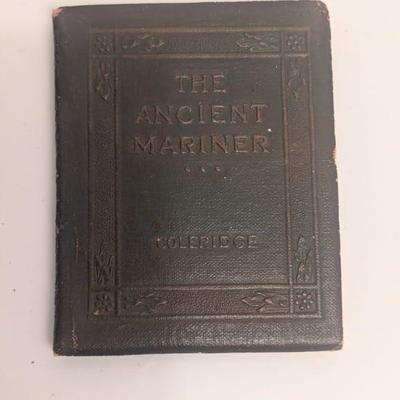 THE
ANCIENT
MARINER
COLERIDGE